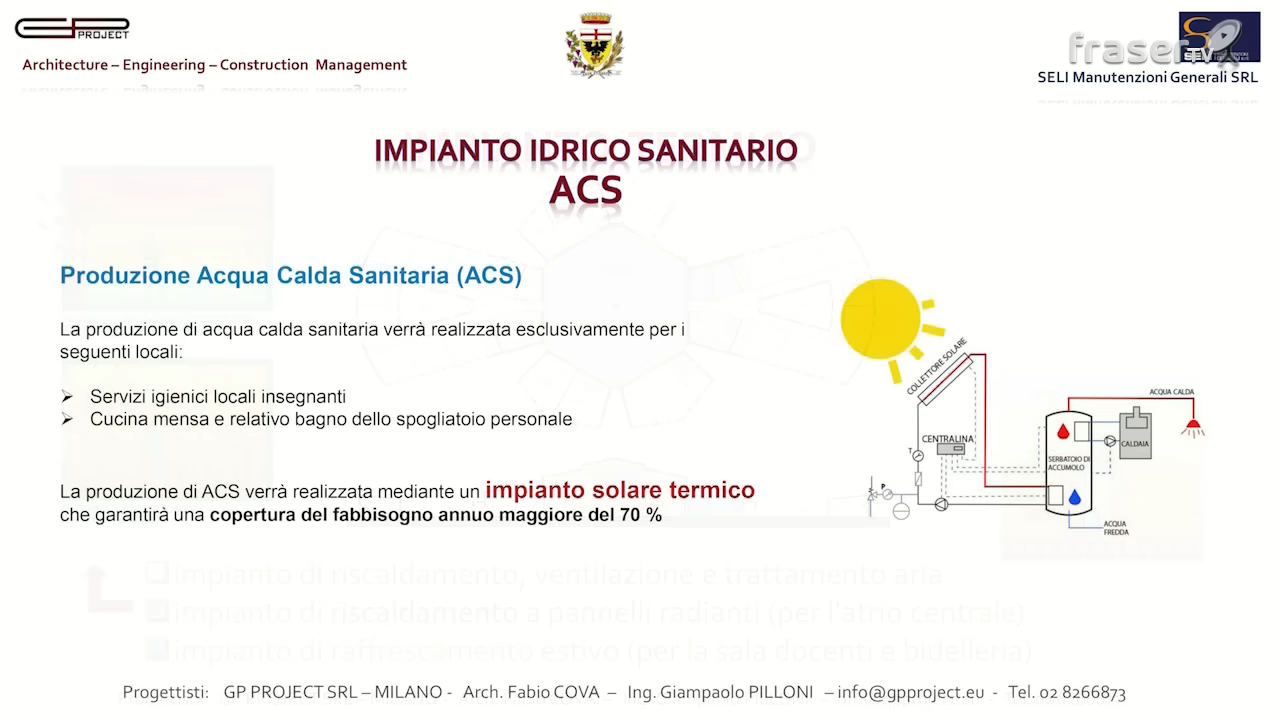 GP PROJECT
Architecture – Engineering – Construction Management
fraser TV
SELI Manutenzioni Generali SRL
IMPIANTO IDRICO SANITARIO
ACS
Produzione Acqua Calda Sanitaria (ACS)
La produzione di acqua calda sanitaria verrà realizzata esclusivamente per i
seguenti locali:
➢ Servizi igienici locali insegnanti
➢ Cucina mensa e relativo bagno dello spogliatoio personale
La produzione di ACS verrà realizzata mediante un impianto solare termico
che garantirà una copertura del fabbisogno annuo maggiore del 70 %
COLLETTORE SOLARE
ACQUA CALDA
CENTRALINA
CALDAIA
T
SERBATOIO DI
ACCUMOLO
P
ACQUA
FREDDA
impianto di riscaldamento, ventilazione e trattamento aria
impianto di riscaldamento a pannelli radianti (per l'atrio centrale)
impianto di raffrescamento estivo (per la sala docenti e bidelleria)
Progettisti: GP PROJECT SRL – MILANO - Arch. Fabio COVA – Ing. Giampaolo PILLONI – info@gpproject.eu - Tel. 02 8266873